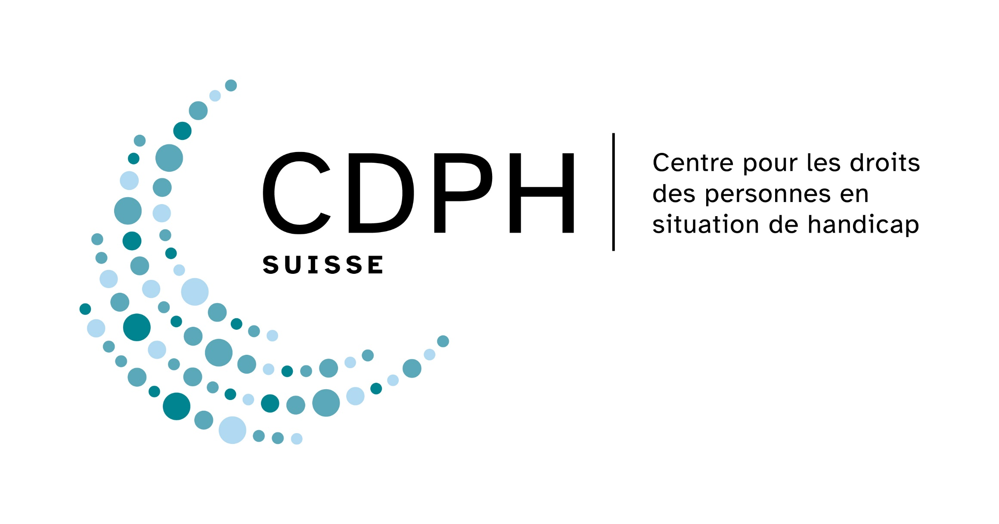 CDPH
SUISSE
Centre pour les droits
des personnes en
situation de handicap